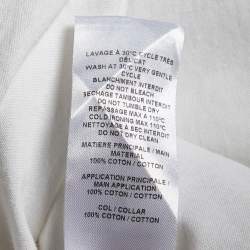 LAVAGE À 30°C CYCLE TRÈS
DÉLICAT
WASH AT 30°C VERY GENTLE
CYCLE
BLANCHIMENT INTERDIT
DO NOT BLEACH
SECHAGE TAMBOUR INTERDIT
DO NOT TUMBLE DRY
REPASSAGE MAX A 110°C
COLD IRONING MAX 110°C
NETTOYAGE A SEC INTERDIT
DO NOT DRY CLEAN
MATIERE PRINCIPALE / MAIN
MATERIAL
100% COTON / COTTON
APPLICATION PRINCIPALE /
MAIN APPLICATION
100% COTON / COTTON
COL / COLLAR
100% COTON / COTTON